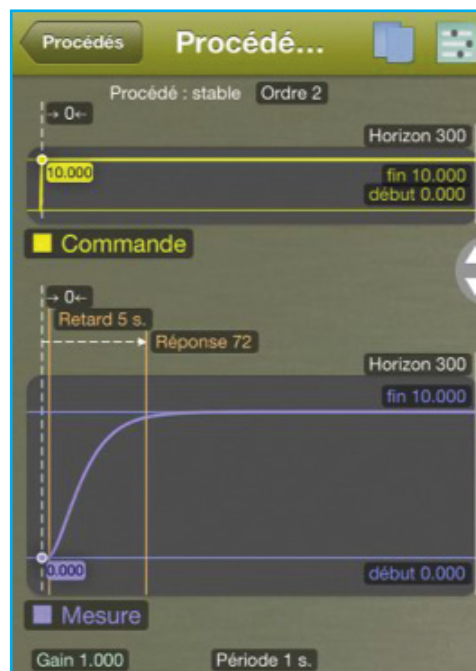 Procédés
Procédé...
Procédé : stable Ordre 2
→ 0←
Horizon 300
10.000
fin 10.000
début 0.000
Commande
→ 0←
Retard 5 s.
Réponse 72
Horizon 300
fin 10.000
0.000
début 0.000
Mesure
Gain 1.000 Période 1 s.